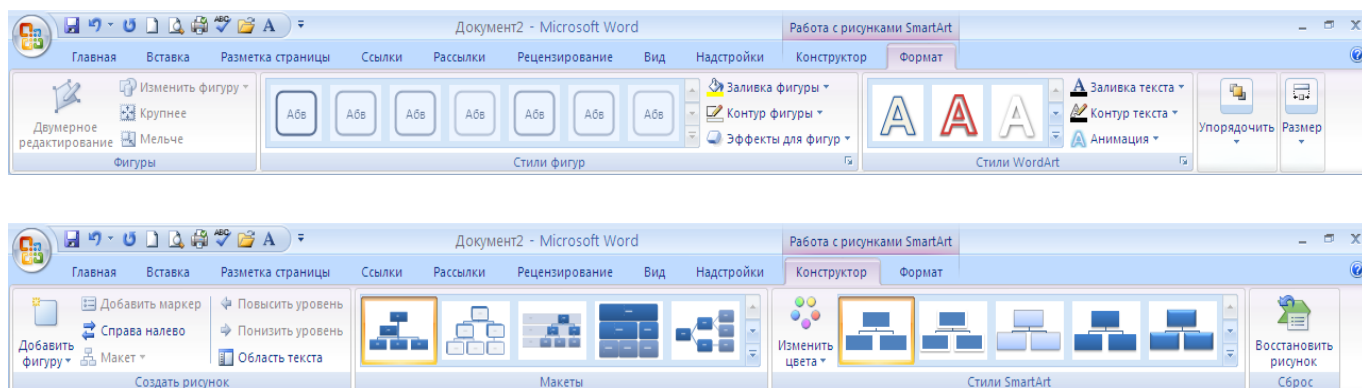 Документ2 - Microsoft Word Работа с рисунками SmartArt
Главная Вставка Разметка страницы Ссылки Рассылки Рецензирование Вид Надстройки Конструктор Формат
Двумерное редактирование
Изменить фигуру
Крупнее
Мельче
Фигуры
Абв Абв Абв Абв Абв Абв Абв
Заливка фигуры
Контур фигуры
Эффекты для фигур
Стили фигур
A A A
Заливка текста
Контур текста
Анимация
Стили WordArt
Упорядочить
Размер
Документ2 - Microsoft Word Работа с рисунками SmartArt
Главная Вставка Разметка страницы Ссылки Рассылки Рецензирование Вид Надстройки Конструктор Формат
Добавить
фигуру
Добавить маркер
Справа налево
Макет
Повысить уровень
Понизить уровень
Область текста
Создать рисунок
Макеты
Изменить
цвета
Стили SmartArt
Восстановить
рисунок
Сброс